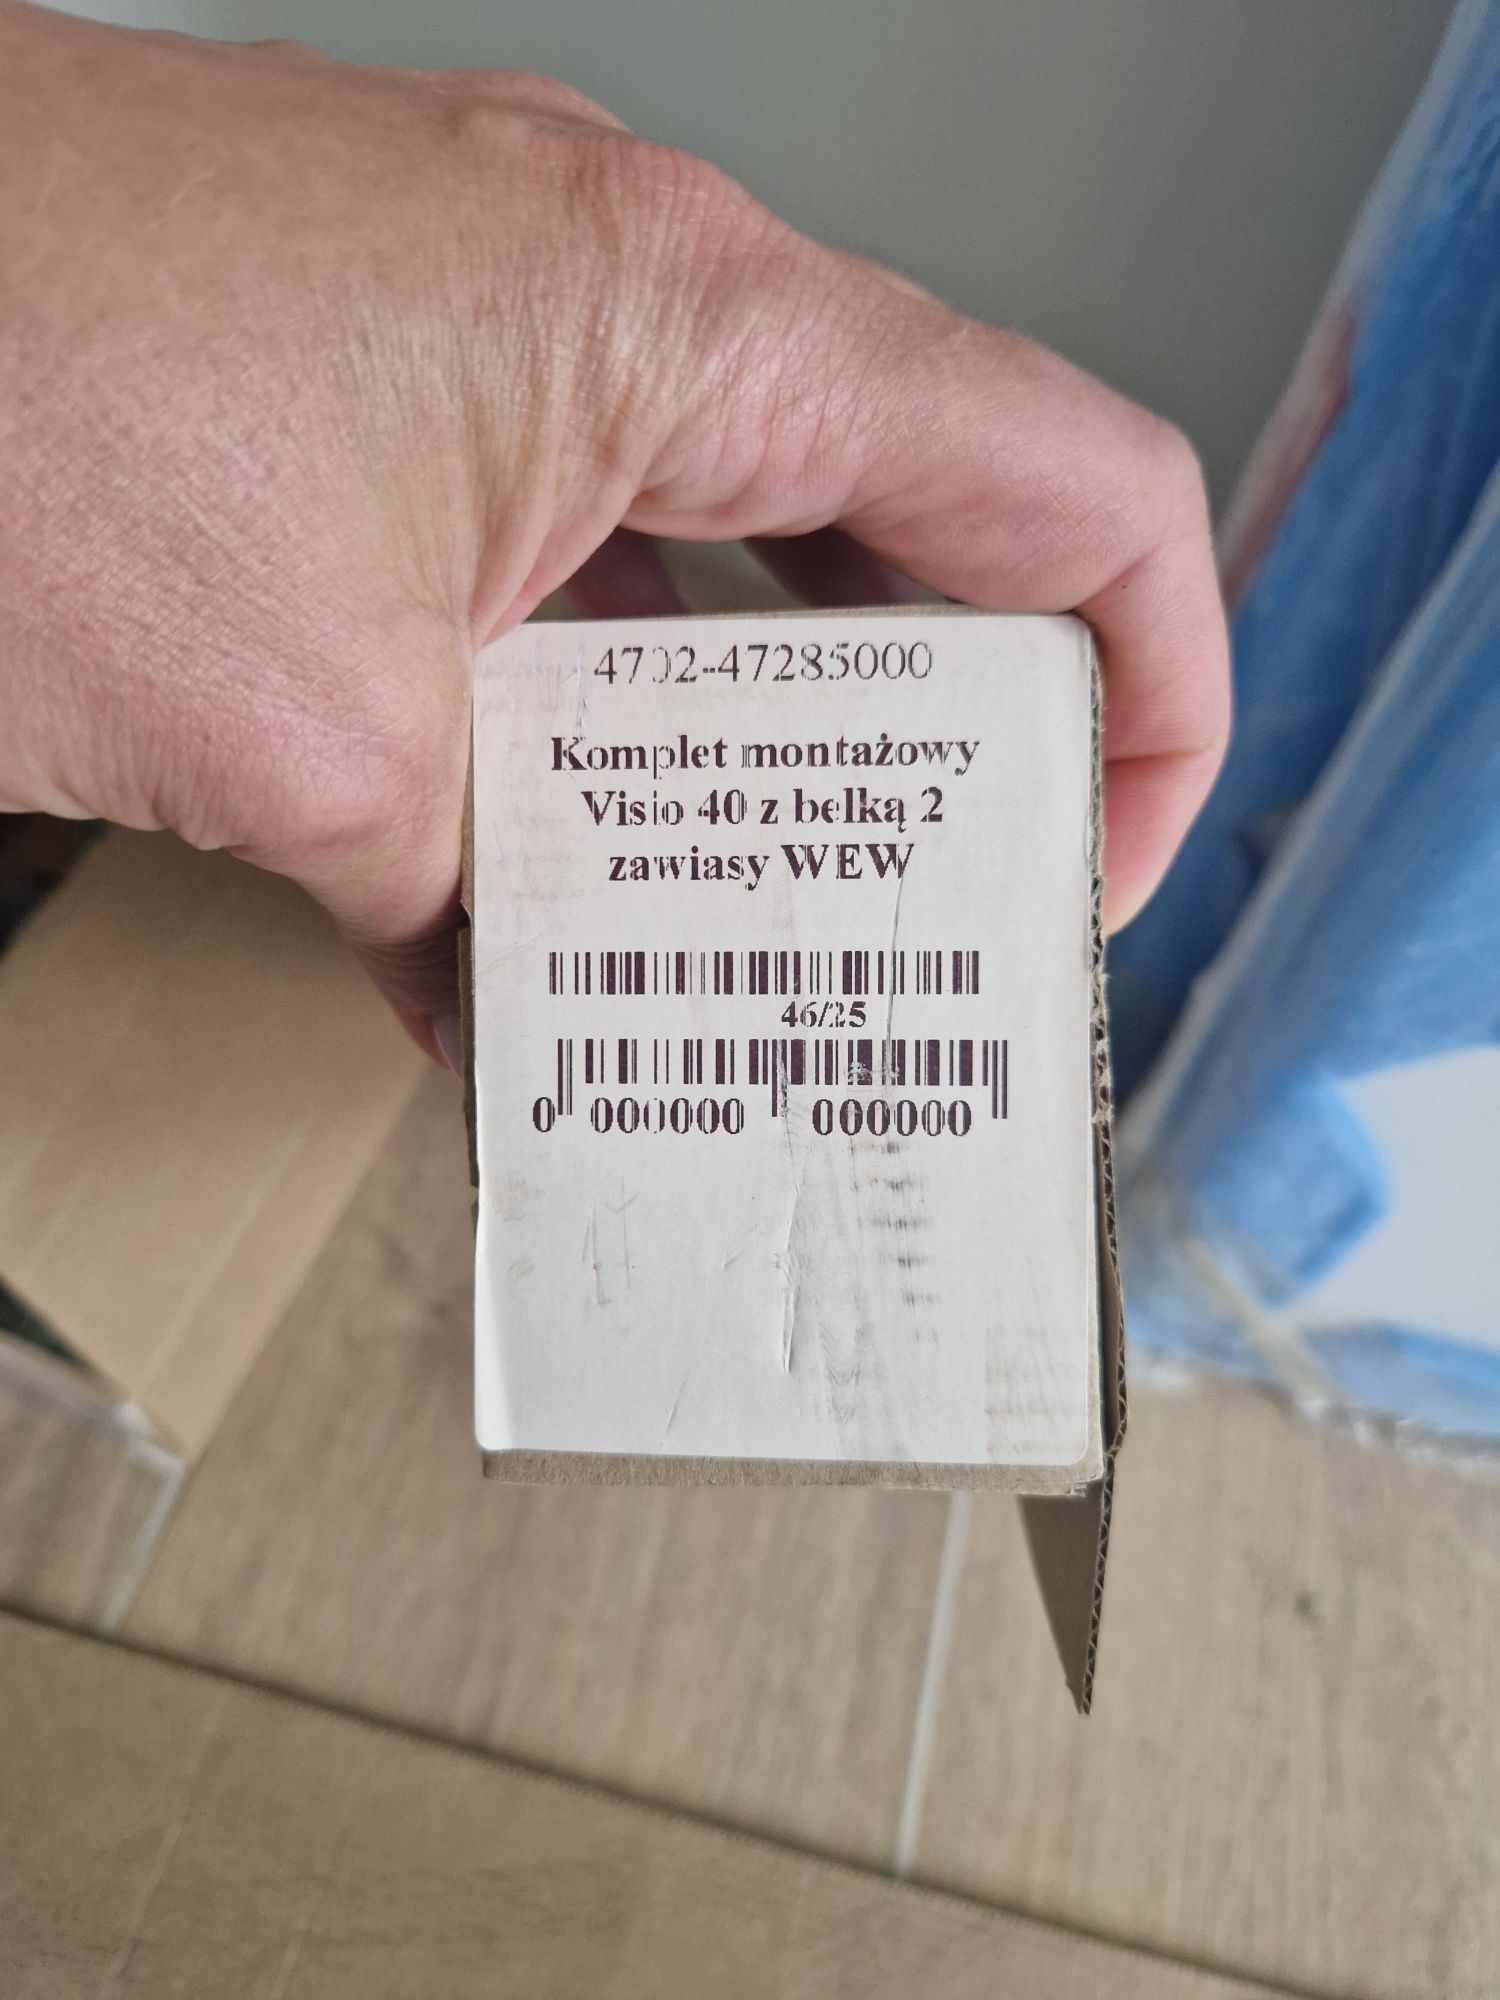 4702-47285000
Komplet montażowy
Visio 40 z belką 2
zawiasy WEW
46/25
0 000000 000000